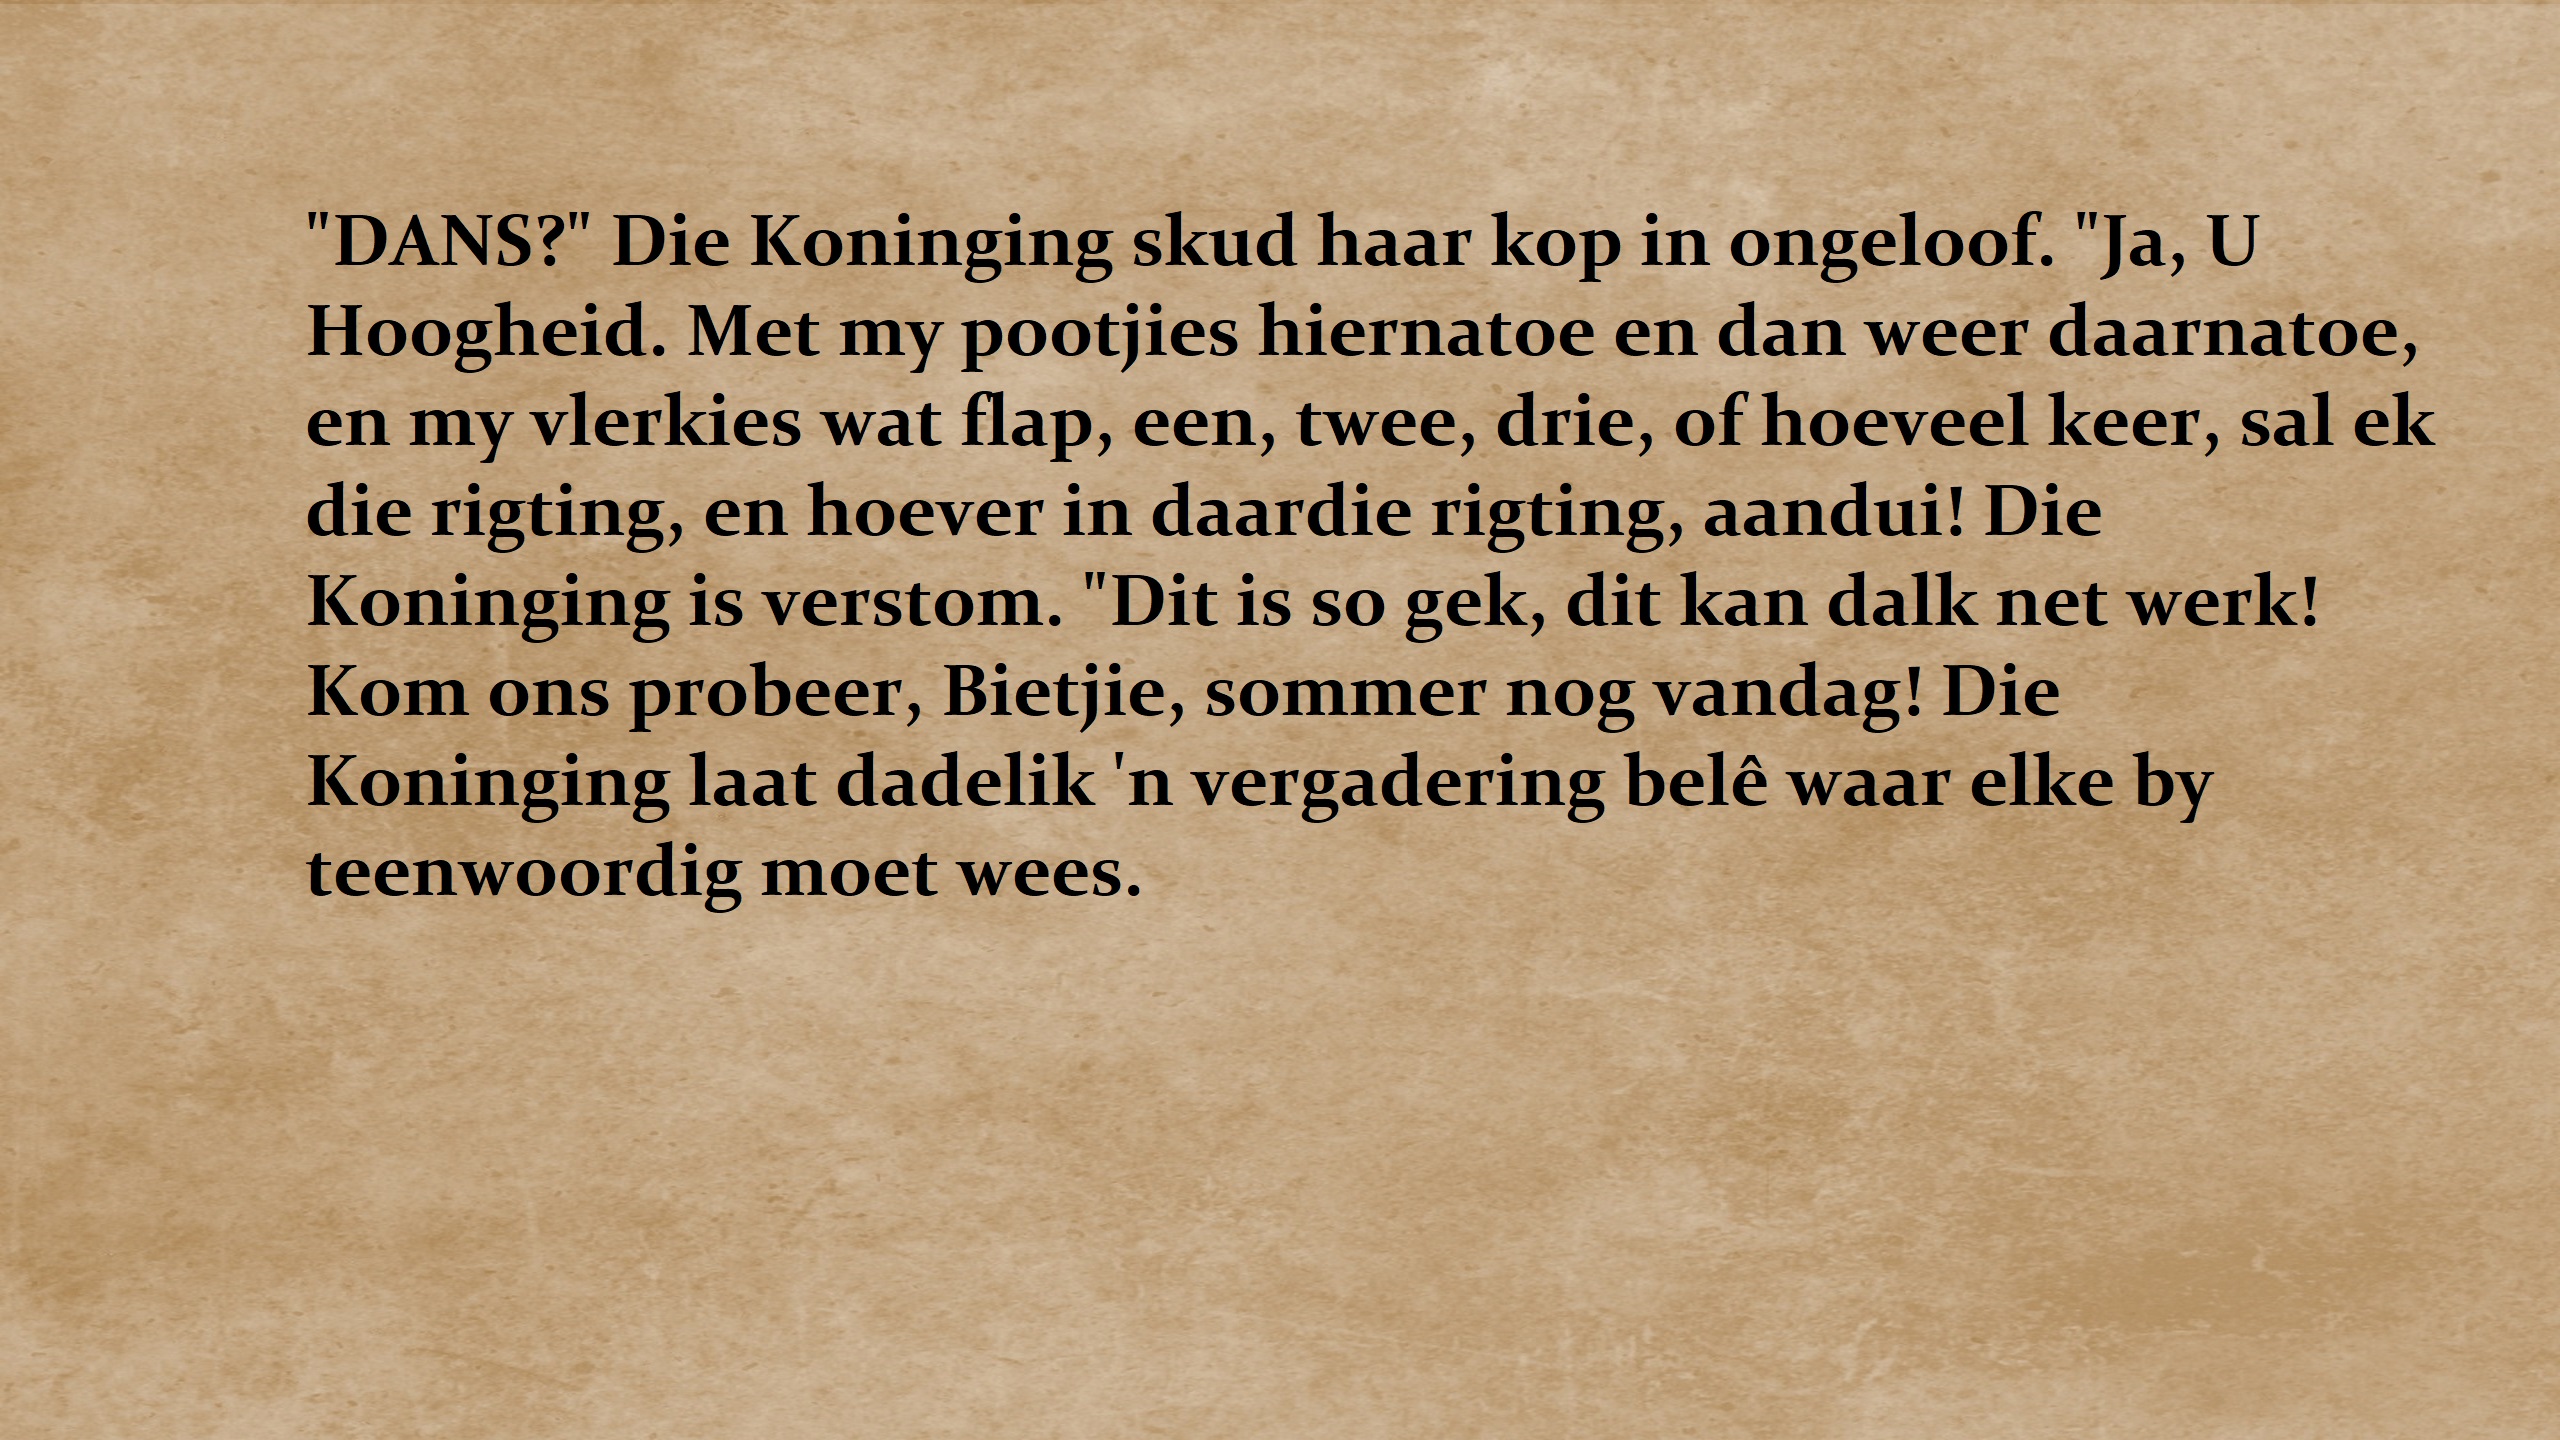 "DANS?" Die Koninging skud haar kop in ongeloof. "Ja, U
Hoogheid. Met my pootjies hiernatoe en dan weer daarnatoe,
en my vlerkies wat flap, een, twee, drie, of hoeveel keer, sal ek
die rigting, en hoever in daardie rigting, aandui! Die
Koninging is verstom. "Dit is so gek, dit kan dalk net werk!
Kom ons probeer, Bietjie, sommer nog vandag! Die
Koninging laat dadelik 'n vergadering belê waar elke by
teenwoordig moet wees.